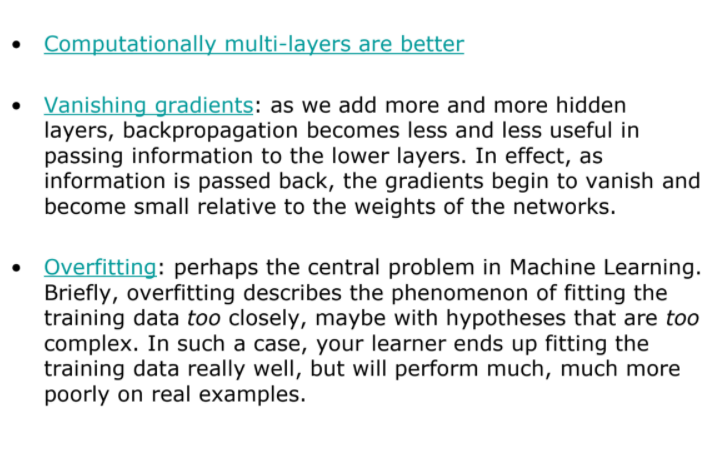 • Computationally multi-layers are better
• Vanishing gradients: as we add more and more hidden
layers, backpropagation becomes less and less useful in
passing information to the lower layers. In effect, as
information is passed back, the gradients begin to vanish and
become small relative to the weights of the networks.
• Overfitting: perhaps the central problem in Machine Learning.
Briefly, overfitting describes the phenomenon of fitting the
training data too closely, maybe with hypotheses that are too
complex. In such a case, your learner ends up fitting the
training data really well, but will perform much, much more
poorly on real examples.